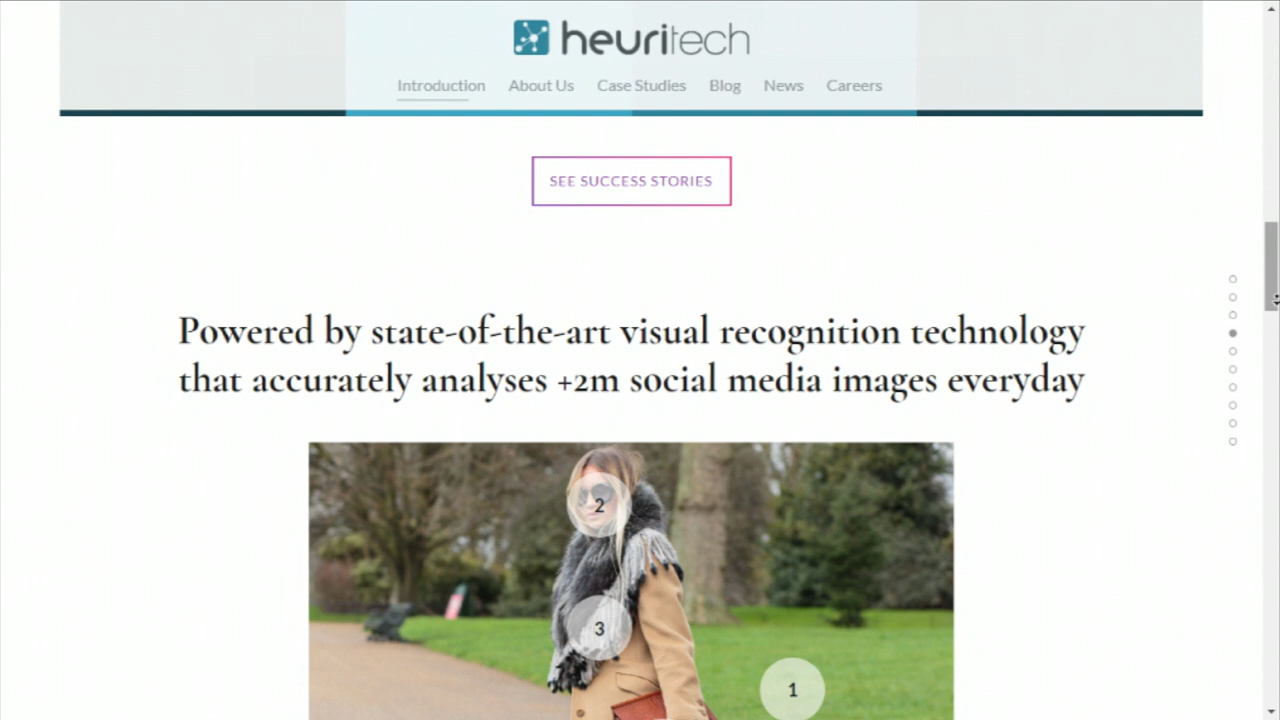 heuritech
Introduction About Us Case Studies Blog News Careers
SEE SUCCESS STORIES
Powered by state-of-the-art visual recognition technology
that accurately analyses +2m social media images everyday
2
3
1